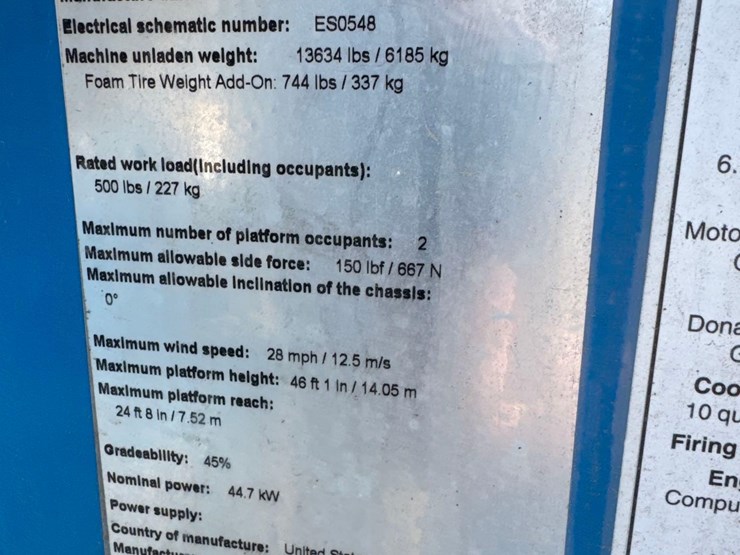 Electrical schematic number: ES0548
Machine unladen weight: 13634 lbs / 6185 kg
Foam Tire Weight Add-On: 744 lbs / 337 kg
Rated work load(including occupants):
500 lbs / 227 kg
Maximum number of platform occupants: 2
Maximum allowable side force: 150 lbf / 667 N
Maximum allowable inclination of the chassis:
0°
Maximum wind speed: 28 mph / 12.5 m/s
Maximum platform height: 46 ft 1 in / 14.05 m
Maximum platform reach:
24 ft 8 in / 7.52 m
Gradeability: 45%
Nominal power: 44.7 kW
Power supply:
Country of manufacture: United
6.
Moto
Dona
Coo
10 qu
Firing
En
Compu